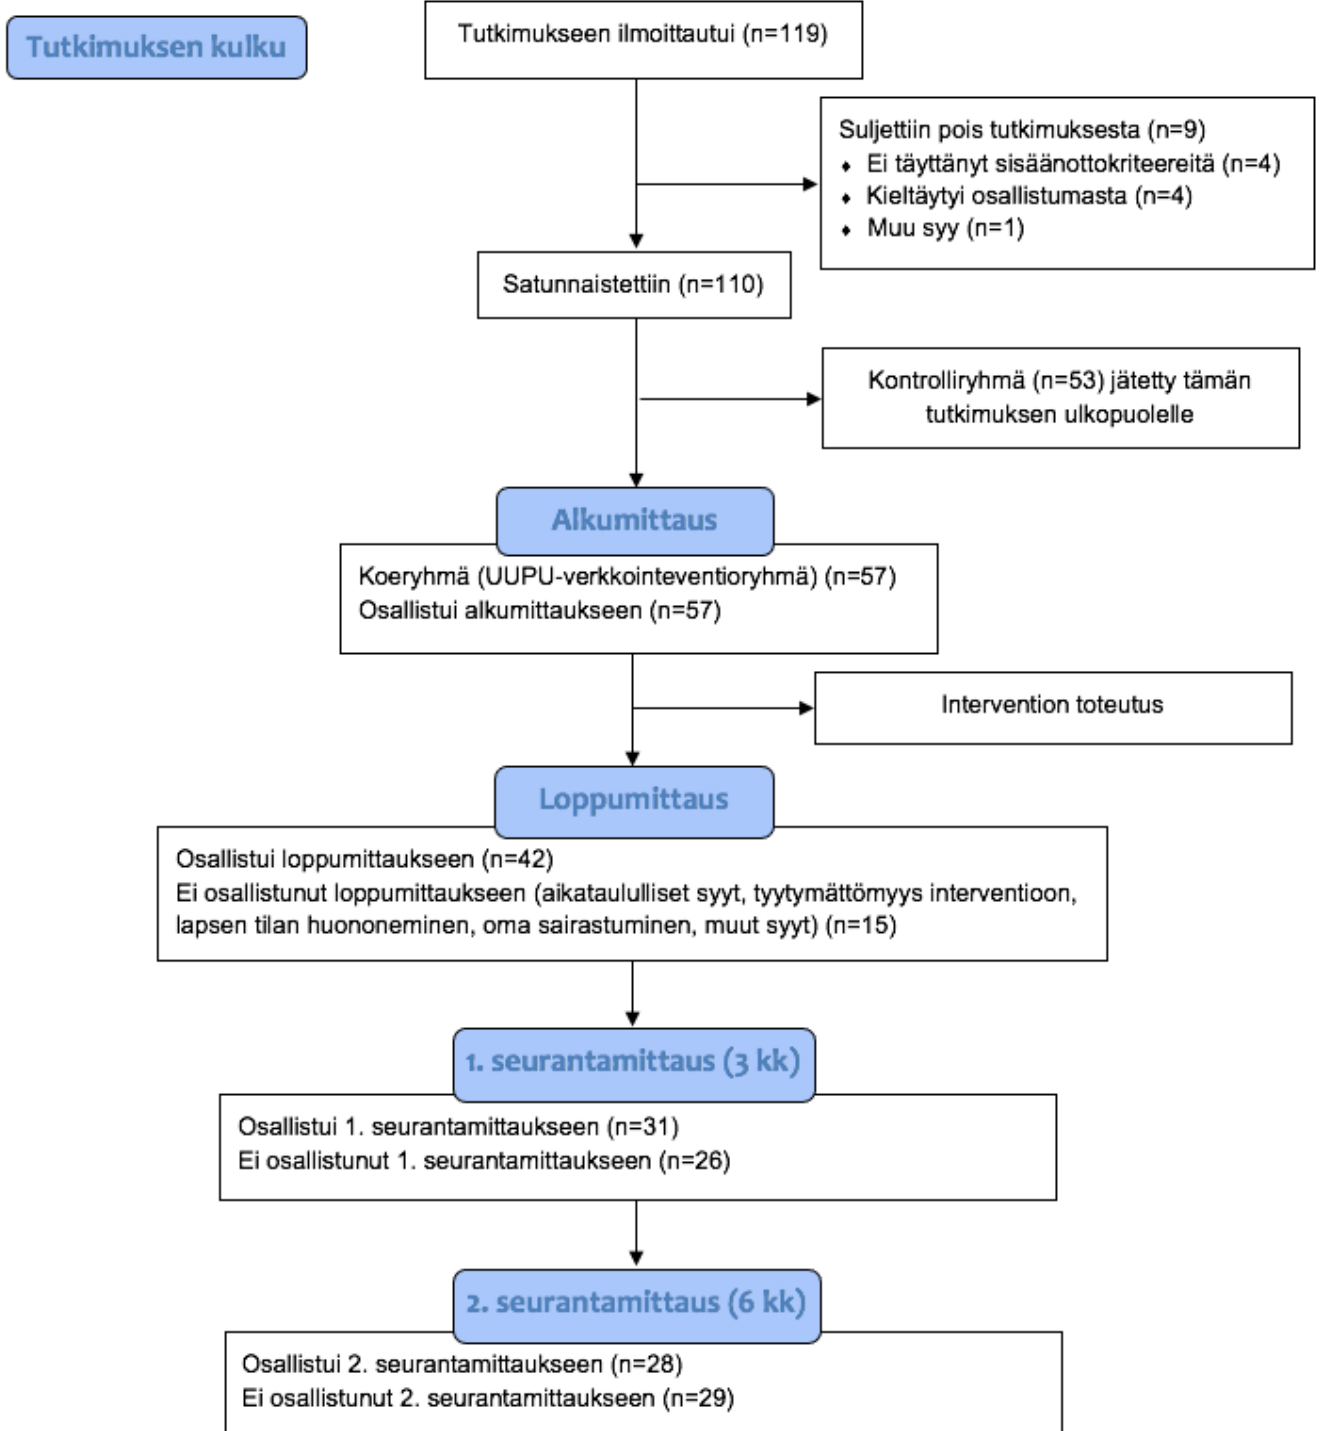 Tutkimuksen kulku
Tutkimukseen ilmoittautui (n=119)
Suljettiin pois tutkimuksesta (n=9)
♦ Ei täyttänyt sisäänottokriteereitä (n=4)
♦ Kieltäytyi osallistumasta (n=4)
♦ Muu syy (n=1)
Satunnaistettiin (n=110)
Kontrolliryhmä (n=53) jätetty tämän
tutkimuksen ulkopuolelle
Alkumittaus
Koeryhmä (UUPU-verkkointeventioryhmä) (n=57)
Osallistui alkumittaukseen (n=57)
Intervention toteutus
Loppumittaus
Osallistui loppumittaukseen (n=42)
Ei osallistunut loppumittaukseen (aikataululliset syyt, tyytymättömyys interventioon,
lapsen tilan huononeminen, oma sairastuminen, muut syyt) (n=15)
1. seurantamittaus (3 kk)
Osallistui 1. seurantamittaukseen (n=31)
Ei osallistunut 1. seurantamittaukseen (n=26)
2. seurantamittaus (6 kk)
Osallistui 2. seurantamittaukseen (n=28)
Ei osallistunut 2. seurantamittaukseen (n=29)